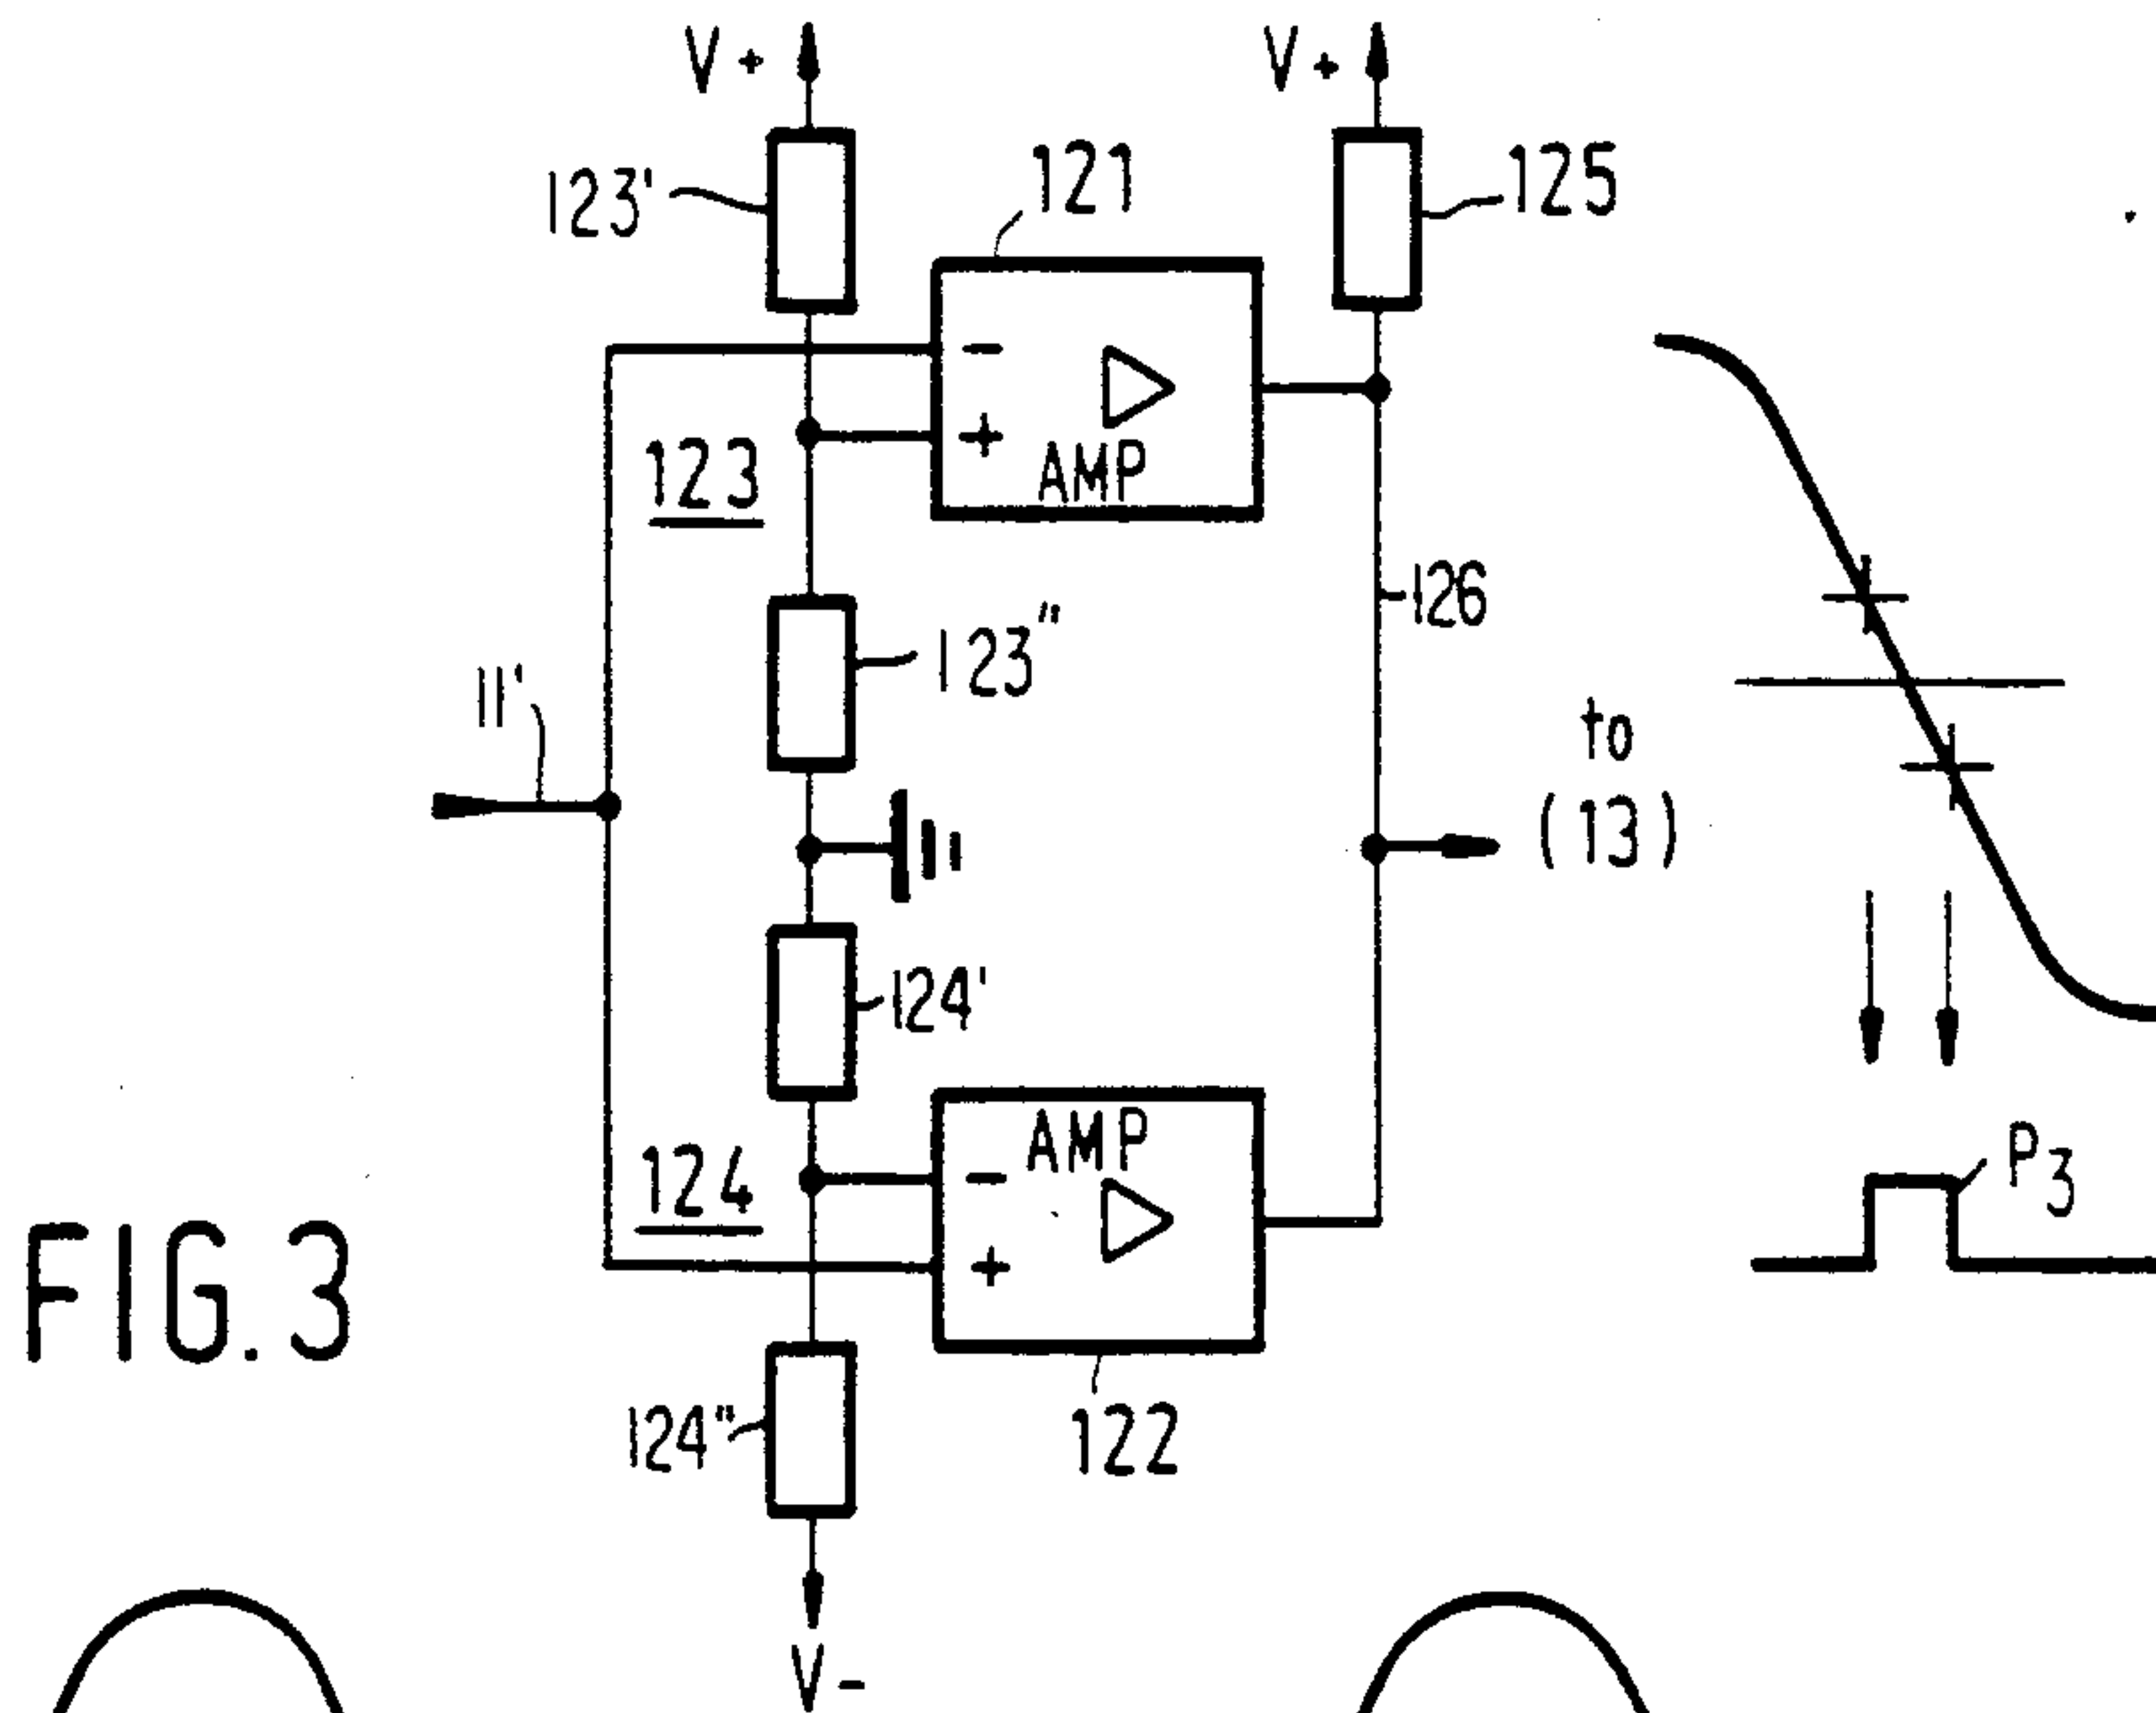 V+
V+
123'
121
125
-
+
AMP
123
126
123"
11'
to
(13)
124'
AMP
-
+
124
P3
FIG.3
124"
122
V-